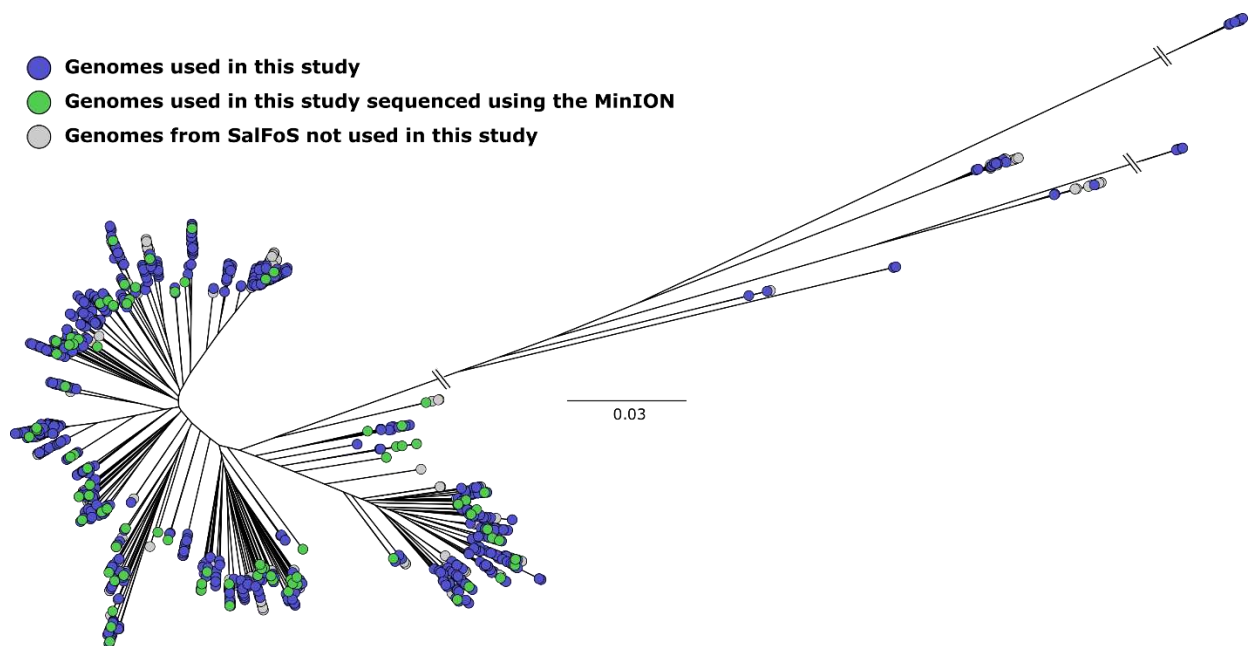 Genomes used in this study
Genomes used in this study sequenced using the MinION
Genomes from SalFoS not used in this study
0.03